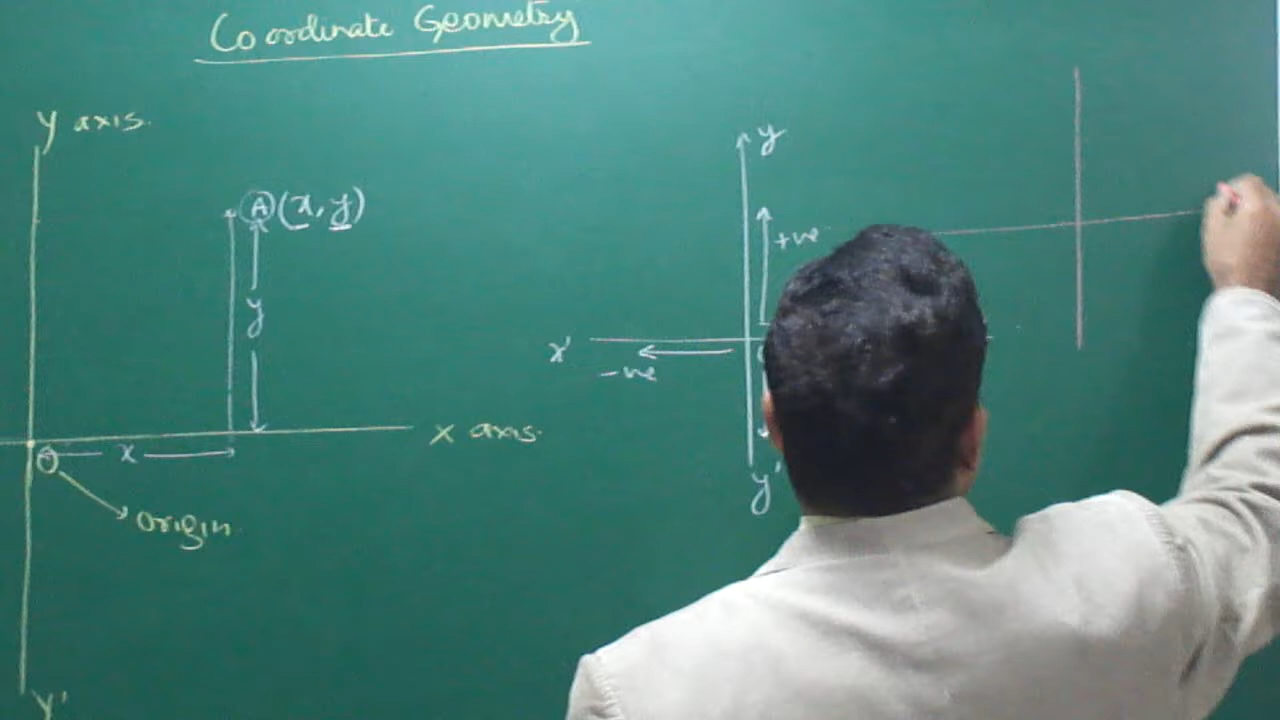 Coordinate Geometry
y axis.
A (x, y)
y
x axis.
x
O
origin.
y'
y
+ve
x'
-ve
y'